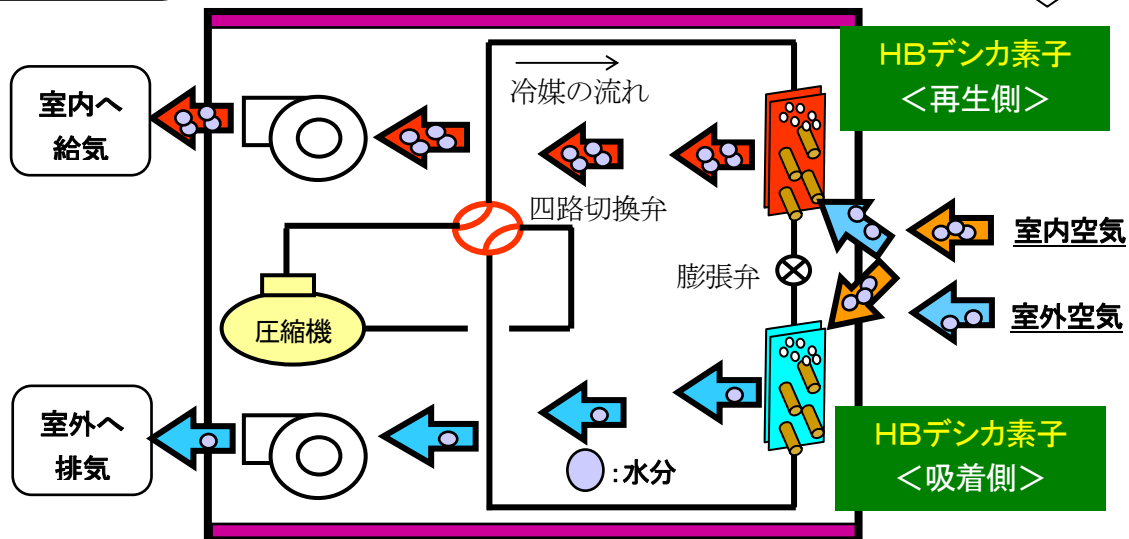 HBデシカ素子
＜再生側＞
室内へ
給気
冷媒の流れ
四路切換弁
室内空気
膨張弁
室外空気
圧縮機
室外へ
排気
：水分
HBデシカ素子
＜吸着側＞